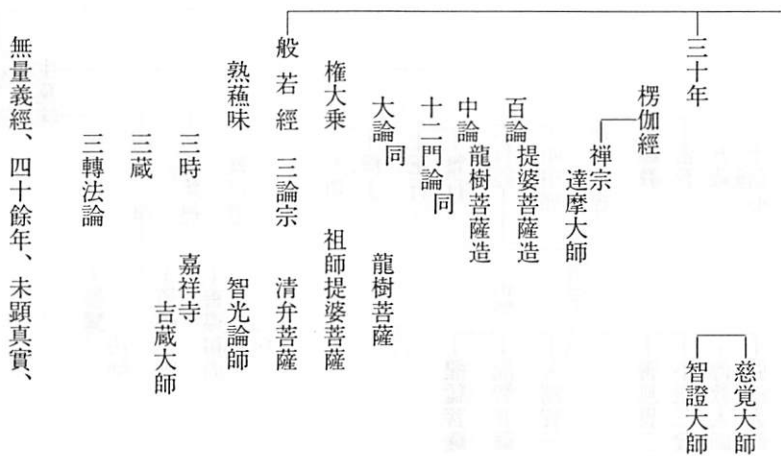 慈覚大師
三十年　智證大師
楞伽經
禅宗　達摩大師
百論　提婆菩薩造
中論　龍樹菩薩造
十二門論　同
大論　同　龍樹菩薩
権大乗　祖師提婆菩薩
般若經　三論宗　清弁菩薩
熟蘓味　智光論師
三時　嘉祥寺　吉蔵大師
三蔵
三轉法論
無量義經、四十餘年、未顕真實、